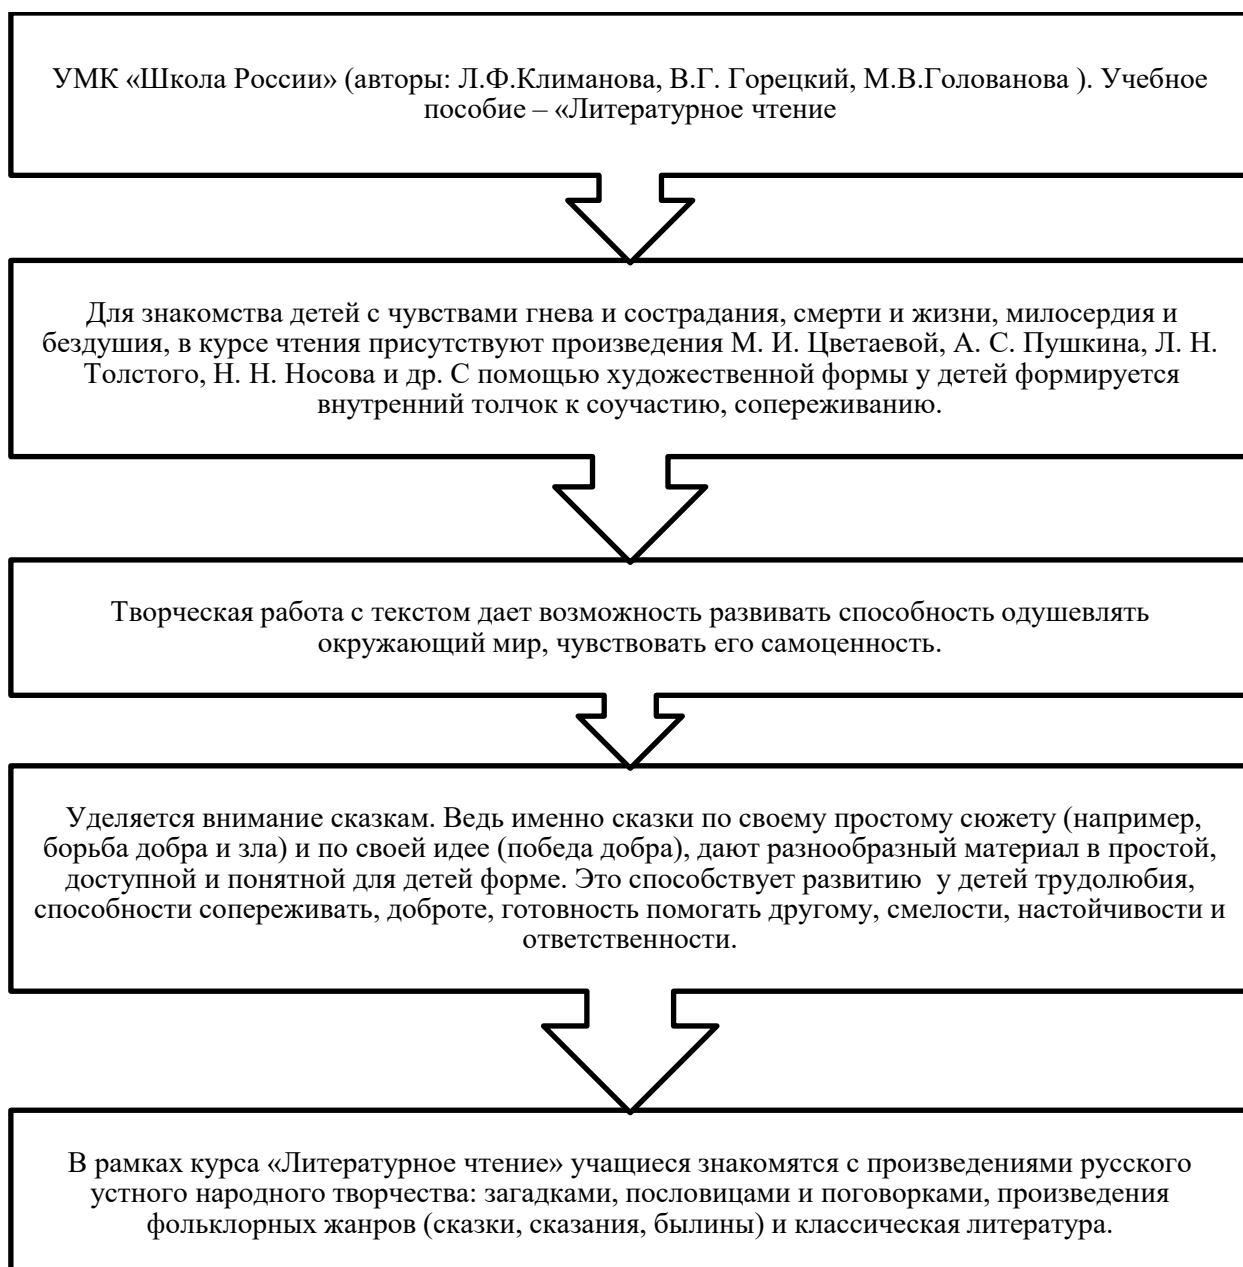 УМК «Школа России» (авторы: Л.Ф.Климанова, В.Г. Горецкий, М.В.Голованова ). Учебное
пособие – «Литературное чтение
Для знакомства детей с чувствами гнева и сострадания, смерти и жизни, милосердия и
бездушия, в курсе чтения присутствуют произведения М. И. Цветаевой, А. С. Пушкина, Л. Н.
Толстого, Н. Н. Носова и др. С помощью художественной формы у детей формируется
внутренний толчок к соучастию, сопереживанию.
Творческая работа с текстом дает возможность развивать способность одушевлять
окружающий мир, чувствовать его самоценность.
Уделяется внимание сказкам. Ведь именно сказки по своему простому сюжету (например,
борьба добра и зла) и по своей идее (победа добра), дают разнообразный материал в простой,
доступной и понятной для детей форме. Это способствует развитию  у детей трудолюбия,
способности сопереживать, доброте, готовность помогать другому, смелости, настойчивости и
ответственности.
В рамках курса «Литературное чтение» учащиеся знакомятся с произведениями русского
устного народного творчества: загадками, пословицами и поговорками, произведения
фольклорных жанров (сказки, сказания, былины) и классическая литература.